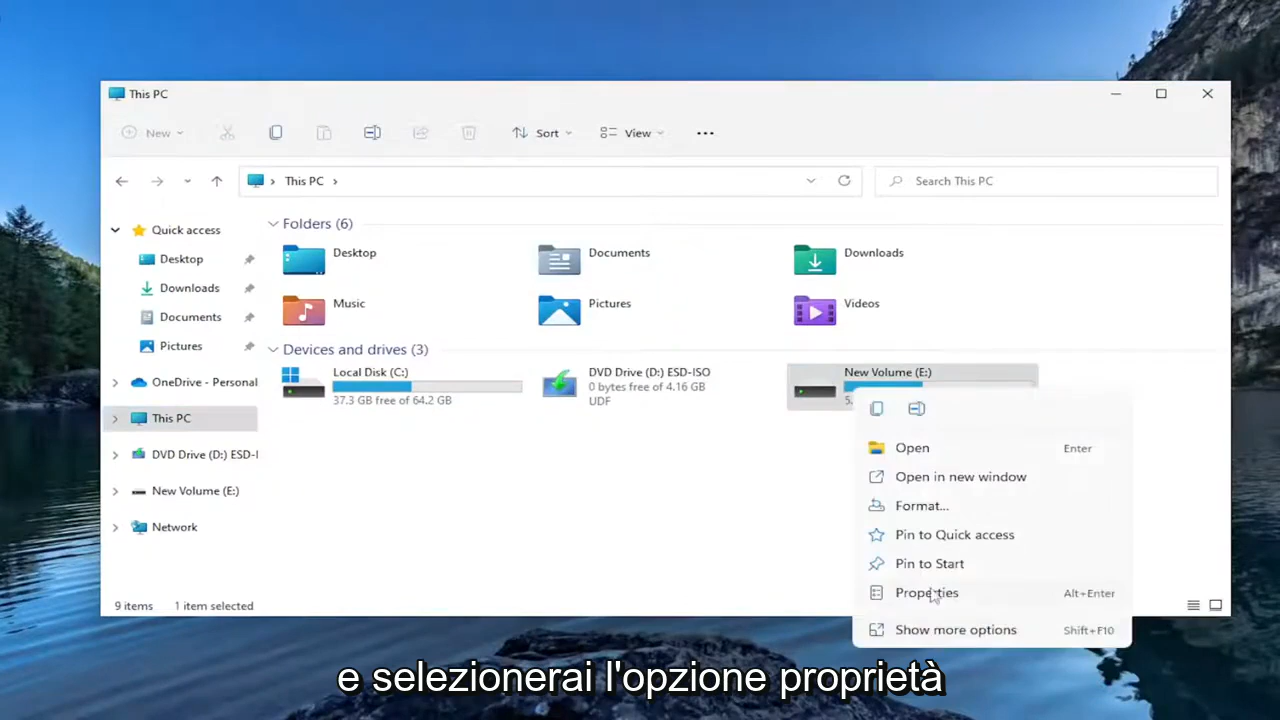 This PC
New
Sort
View
This PC
Search This PC
Quick access
Desktop
Downloads
Documents
Pictures
OneDrive - Personal
This PC
DVD Drive (D:) ESD-I
New Volume (E:)
Network
Folders (6)
Desktop
Documents
Downloads
Music
Pictures
Videos
Devices and drives (3)
Local Disk (C:)
37.3 GB free of 64.2 GB
DVD Drive (D:) ESD-ISO
0 bytes free of 4.16 GB
UDF
New Volume (E:)
5.
Open Enter
Open in new window
Format...
Pin to Quick access
Pin to Start
Properties Alt+Enter
Show more options Shift+F10
9 items 1 item selected
e selezionerai l'opzione proprietà